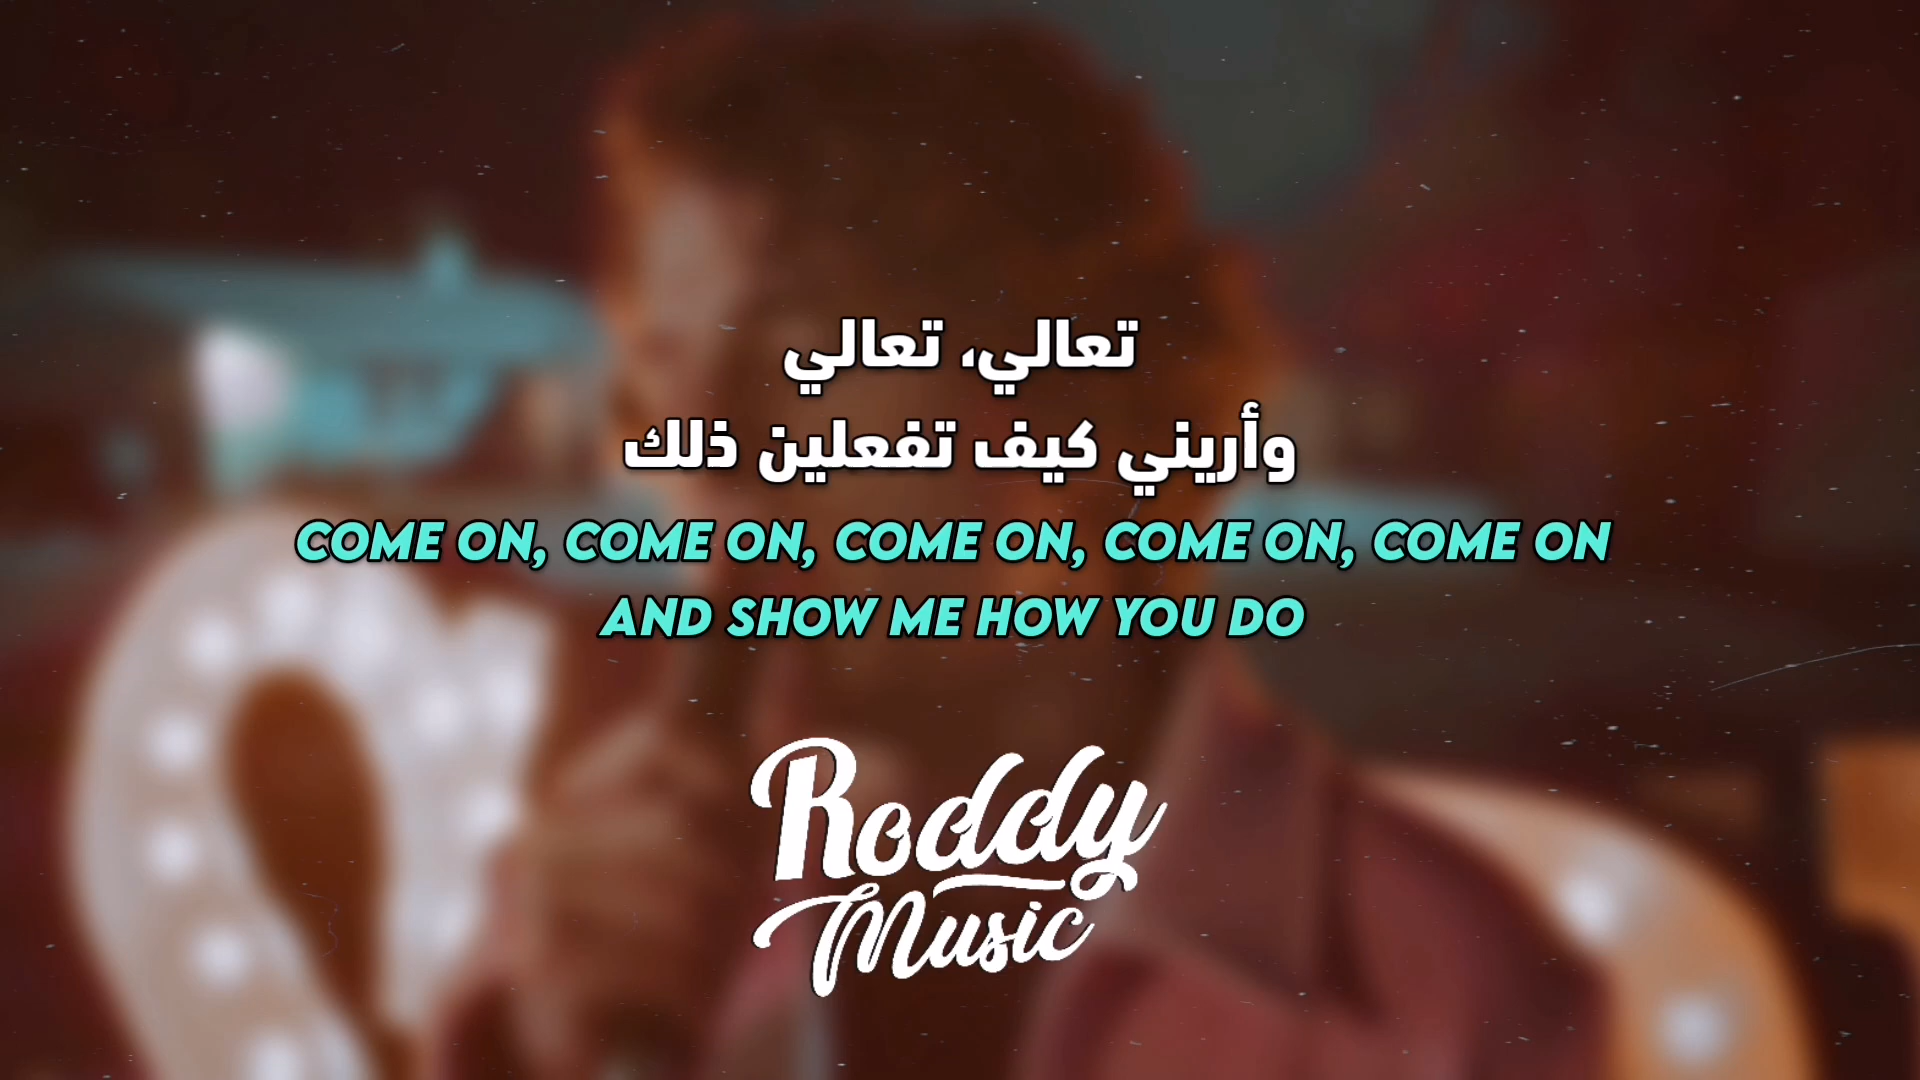 تعالي، تعالي
وأريني كيف تفعلين ذلك
COME ON, COME ON, COME ON, COME ON, COME ON
AND SHOW ME HOW YOU DO
Roddy
Music